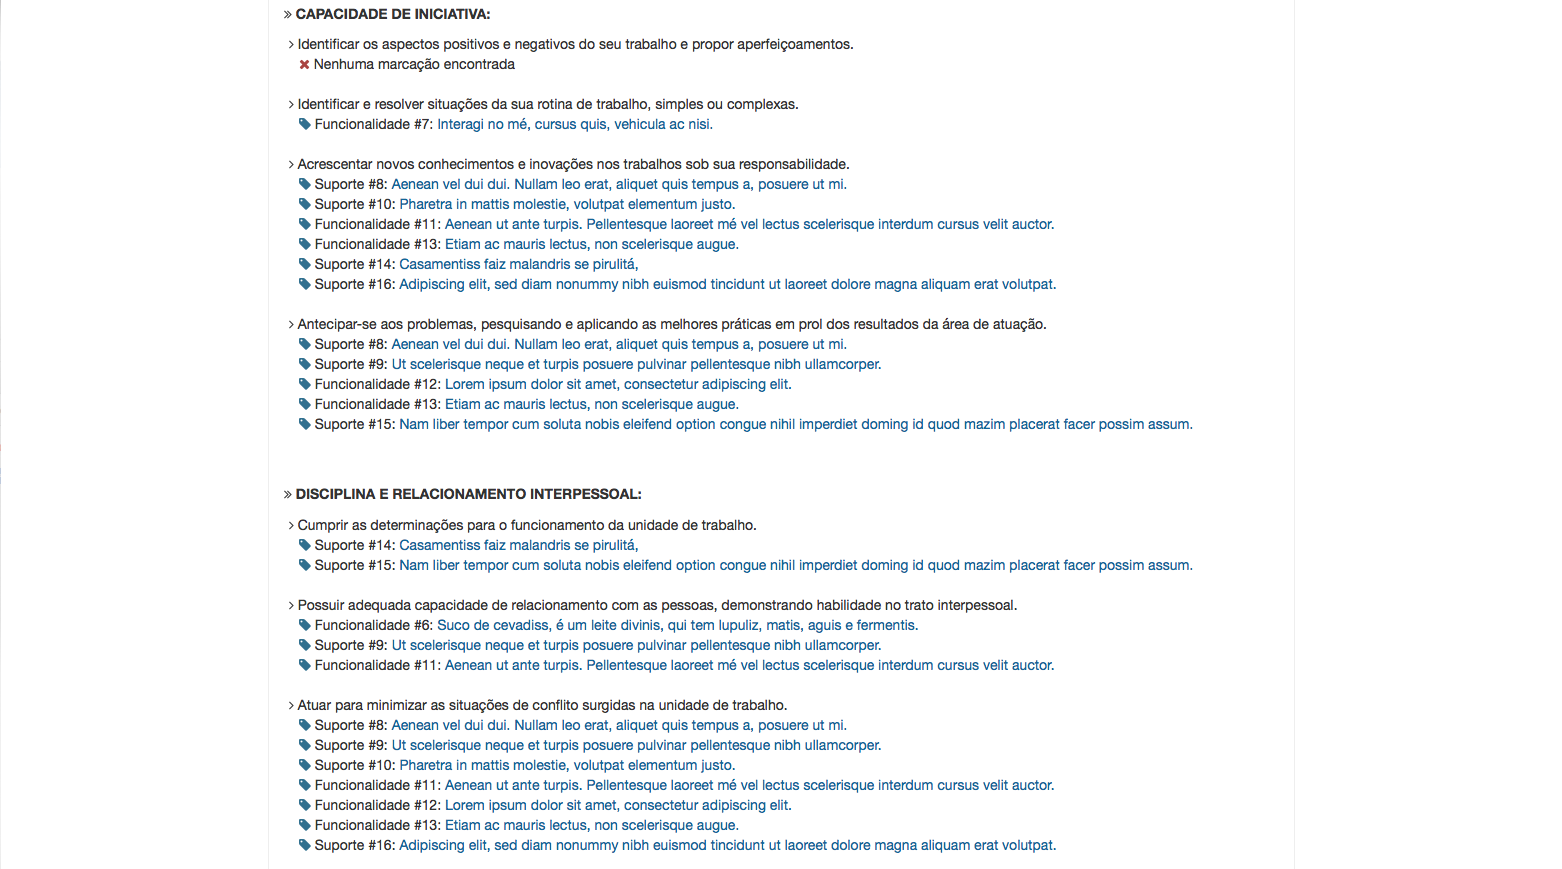 » CAPACIDADE DE INICIATIVA:
› Identificar os aspectos positivos e negativos do seu trabalho e propor aperfeiçoamentos.
✖ Nenhuma marcação encontrada
› Identificar e resolver situações da sua rotina de trabalho, simples ou complexas.
Funcionalidade #7: Interagi no mé, cursus quis, vehicula ac nisi.
› Acrescentar novos conhecimentos e inovações nos trabalhos sob sua responsabilidade.
Suporte #8: Aenean vel dui dui. Nullam leo erat, aliquet quis tempus a, posuere ut mi.
Suporte #10: Pharetra in mattis molestie, volutpat elementum justo.
Funcionalidade #11: Aenean ut ante turpis. Pellentesque laoreet mé vel lectus scelerisque interdum cursus velit auctor.
Funcionalidade #13: Etiam ac mauris lectus, non scelerisque augue.
Suporte #14: Casamentiss faiz malandris se pirulitá,
Suporte #16: Adipiscing elit, sed diam nonummy nibh euismod tincidunt ut laoreet dolore magna aliquam erat volutpat.
› Antecipar-se aos problemas, pesquisando e aplicando as melhores práticas em prol dos resultados da área de atuação.
Suporte #8: Aenean vel dui dui. Nullam leo erat, aliquet quis tempus a, posuere ut mi.
Suporte #9: Ut scelerisque neque et turpis posuere pulvinar pellentesque nibh ullamcorper.
Funcionalidade #12: Lorem ipsum dolor sit amet, consectetur adipiscing elit.
Funcionalidade #13: Etiam ac mauris lectus, non scelerisque augue.
Suporte #15: Nam liber tempor cum soluta nobis eleifend option congue nihil imperdiet doming id quod mazim placerat facer possim assum.
» DISCIPLINA E RELACIONAMENTO INTERPESSOAL:
› Cumprir as determinações para o funcionamento da unidade de trabalho.
Suporte #14: Casamentiss faiz malandris se pirulitá,
Suporte #15: Nam liber tempor cum soluta nobis eleifend option congue nihil imperdiet doming id quod mazim placerat facer possim assum.
› Possuir adequada capacidade de relacionamento com as pessoas, demonstrando habilidade no trato interpessoal.
Funcionalidade #6: Suco de cevadiss, é um leite divinis, qui tem lupuliz, matis, aguis e fermentis.
Suporte #9: Ut scelerisque neque et turpis posuere pulvinar pellentesque nibh ullamcorper.
Funcionalidade #11: Aenean ut ante turpis. Pellentesque laoreet mé vel lectus scelerisque interdum cursus velit auctor.
› Atuar para minimizar as situações de conflito surgidas na unidade de trabalho.
Suporte #8: Aenean vel dui dui. Nullam leo erat, aliquet quis tempus a, posuere ut mi.
Suporte #9: Ut scelerisque neque et turpis posuere pulvinar pellentesque nibh ullamcorper.
Suporte #10: Pharetra in mattis molestie, volutpat elementum justo.
Funcionalidade #11: Aenean ut ante turpis. Pellentesque laoreet mé vel lectus scelerisque interdum cursus velit auctor.
Funcionalidade #12: Lorem ipsum dolor sit amet, consectetur adipiscing elit.
Funcionalidade #13: Etiam ac mauris lectus, non scelerisque augue.
Suporte #16: Adipiscing elit, sed diam nonummy nibh euismod tincidunt ut laoreet dolore magna aliquam erat volutpat.